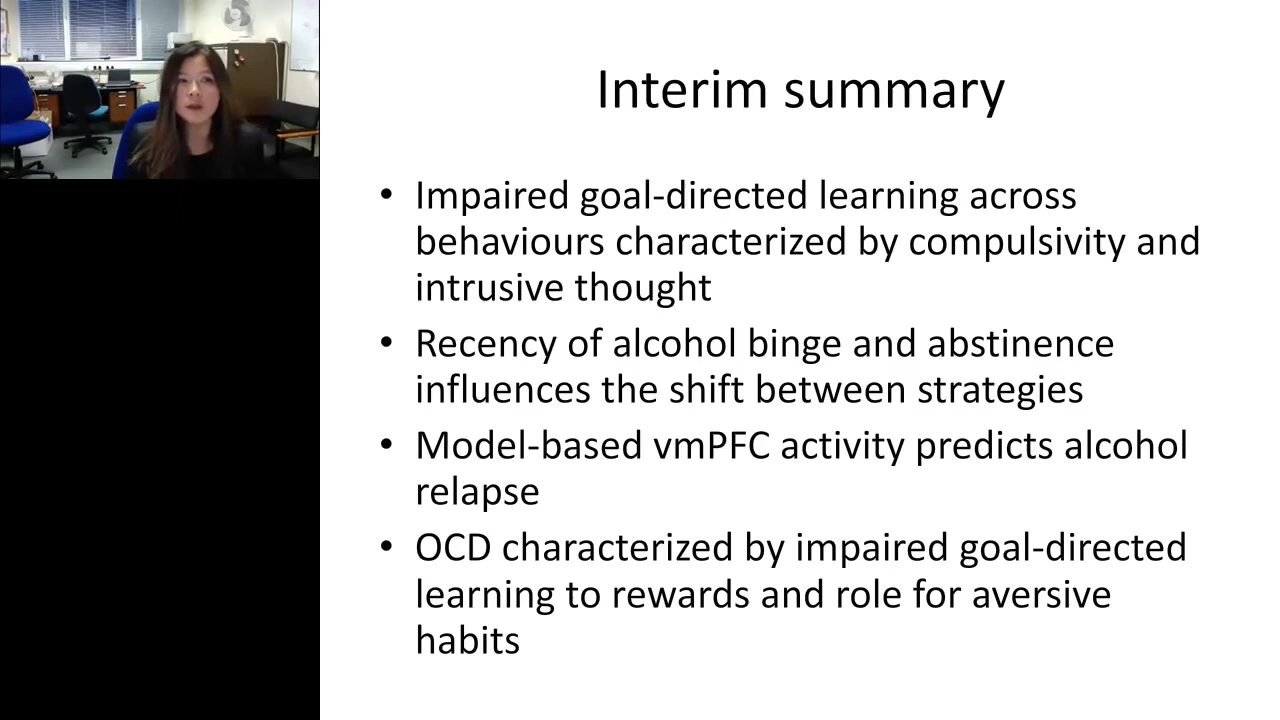 Interim summary
• Impaired goal-directed learning across
behaviours characterized by compulsivity and
intrusive thought
• Recency of alcohol binge and abstinence
influences the shift between strategies
• Model-based vmPFC activity predicts alcohol
relapse
• OCD characterized by impaired goal-directed
learning to rewards and role for aversive
habits